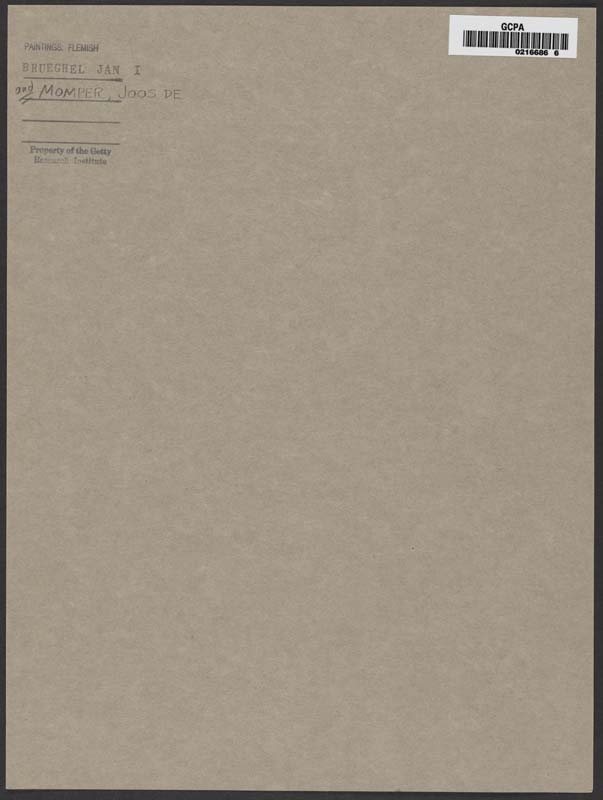 PAINTINGS, FLEMISH
BRUEGHEL JAN I
and MOMPER, JOOS DE
Property of the Getty
Research Institute
GCPA
0216686 6